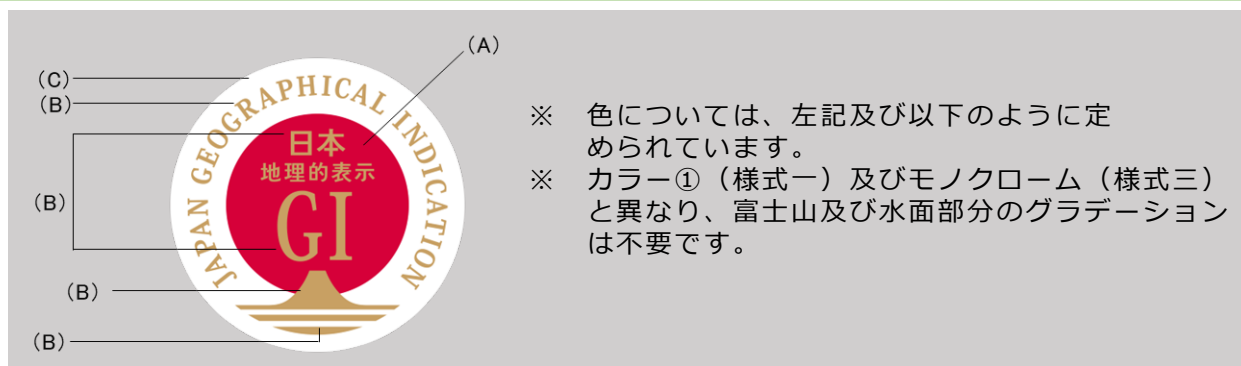 (A)
(C)
(B)
(B)
(B)
(B)
JAPAN GEOGRAPHICAL INDICATION
日本
地理的表示
GI
※ 色については、左記及び以下のように定
められています。
※ カラー①（様式一）及びモノクローム（様式三）
と異なり、富士山及び水面部分のグラデーション
は不要です。